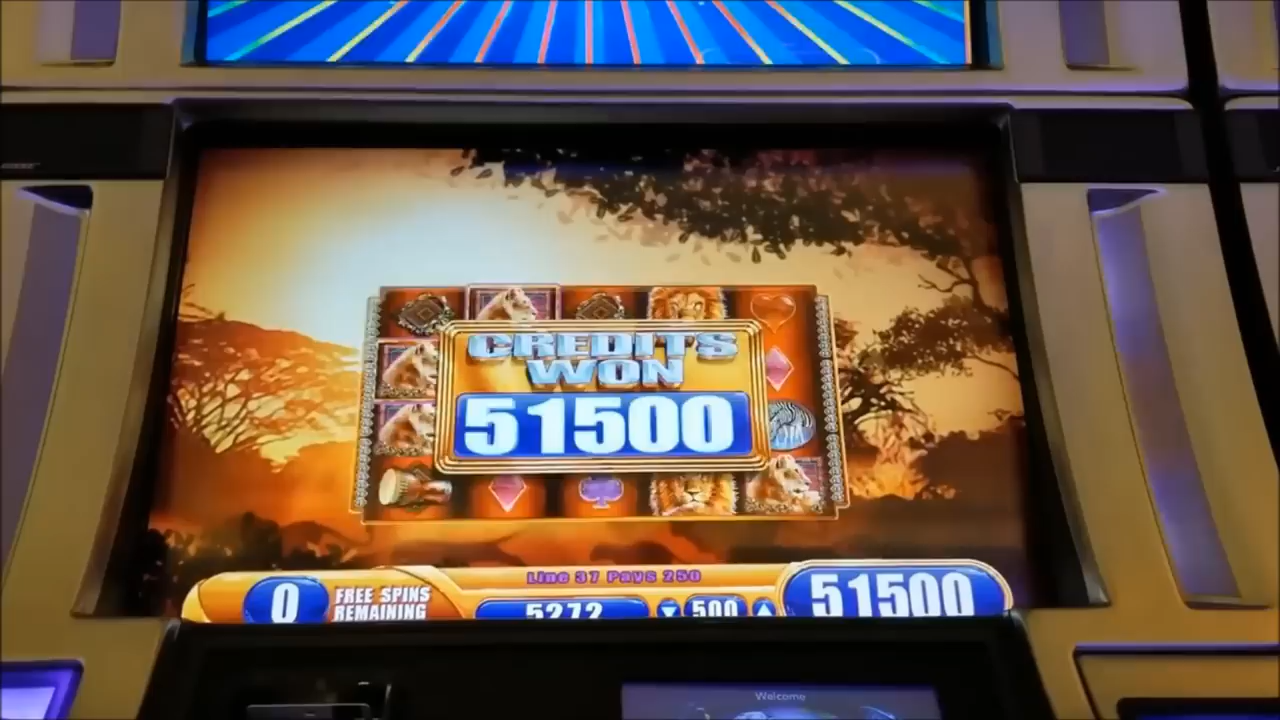 CREDITS
WON
51500
Line 37 Pays 250
0
FREE SPINS
REMAINING
5272
500
51500
Welcome